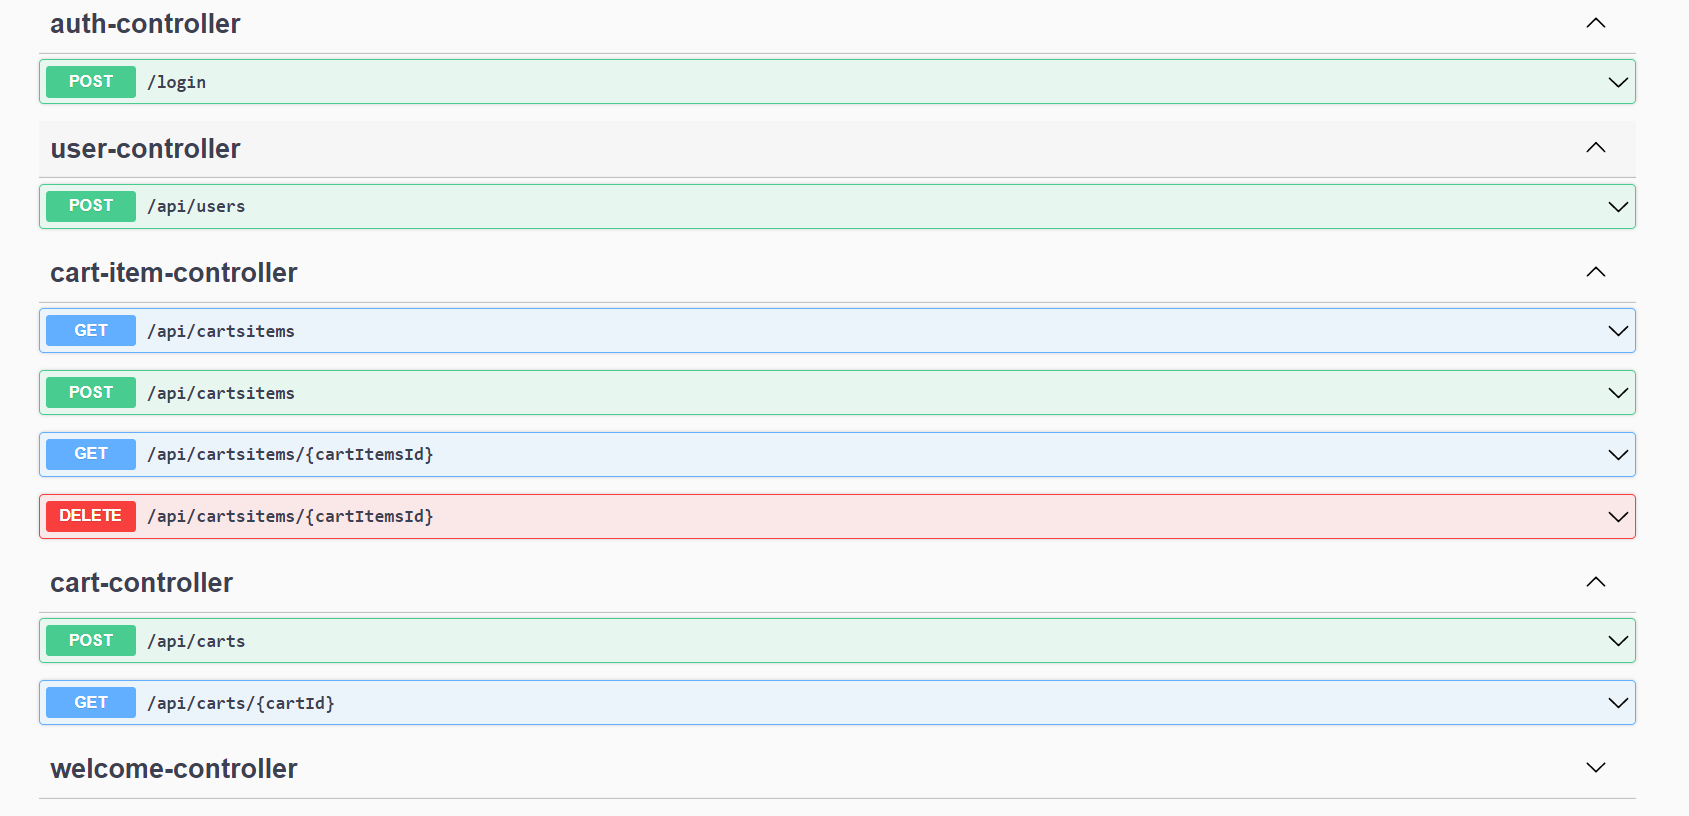 auth-controller
POST /login
user-controller
POST /api/users
cart-item-controller
GET /api/cartsitems
POST /api/cartsitems
GET /api/cartsitems/{cartItemsId}
DELETE /api/cartsitems/{cartItemsId}
cart-controller
POST /api/carts
GET /api/carts/{cartId}
welcome-controller